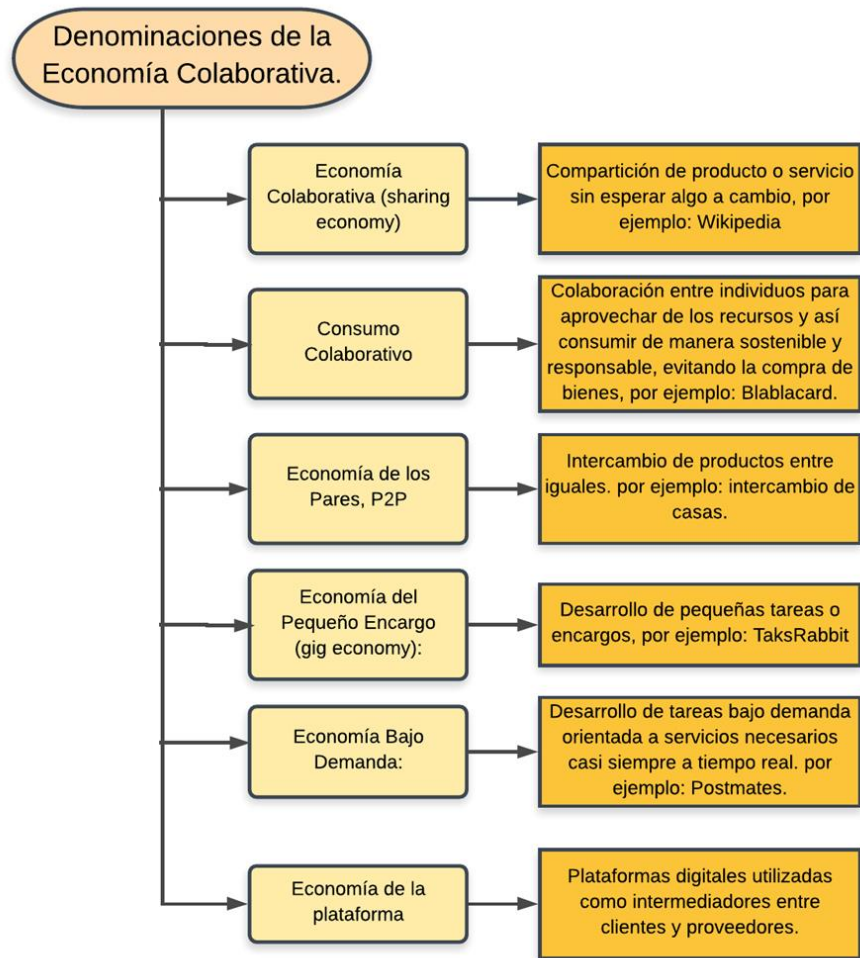 Denominaciones de la
Economía Colaborativa.
Economía
Colaborativa (sharing
economy)
Compartición de producto o servicio
sin esperar algo a cambio, por
ejemplo: Wikipedia
Consumo
Colaborativo
Colaboración entre individuos para
aprovechar de los recursos y así
consumir de manera sostenible y
responsable, evitando la compra de
bienes, por ejemplo: Blablacard.
Economía de los
Pares, P2P
Intercambio de productos entre
iguales. por ejemplo: intercambio de
casas.
Economía del
Pequeño Encargo
(gig economy):
Desarrollo de pequeñas tareas o
encargos, por ejemplo: TaksRabbit
Economía Bajo
Demanda:
Desarrollo de tareas bajo demanda
orientada a servicios necesarios
casi siempre a tiempo real. por
ejemplo: Postmates.
Economía de la
plataforma
Plataformas digitales utilizadas
como intermediadores entre
clientes y proveedores.